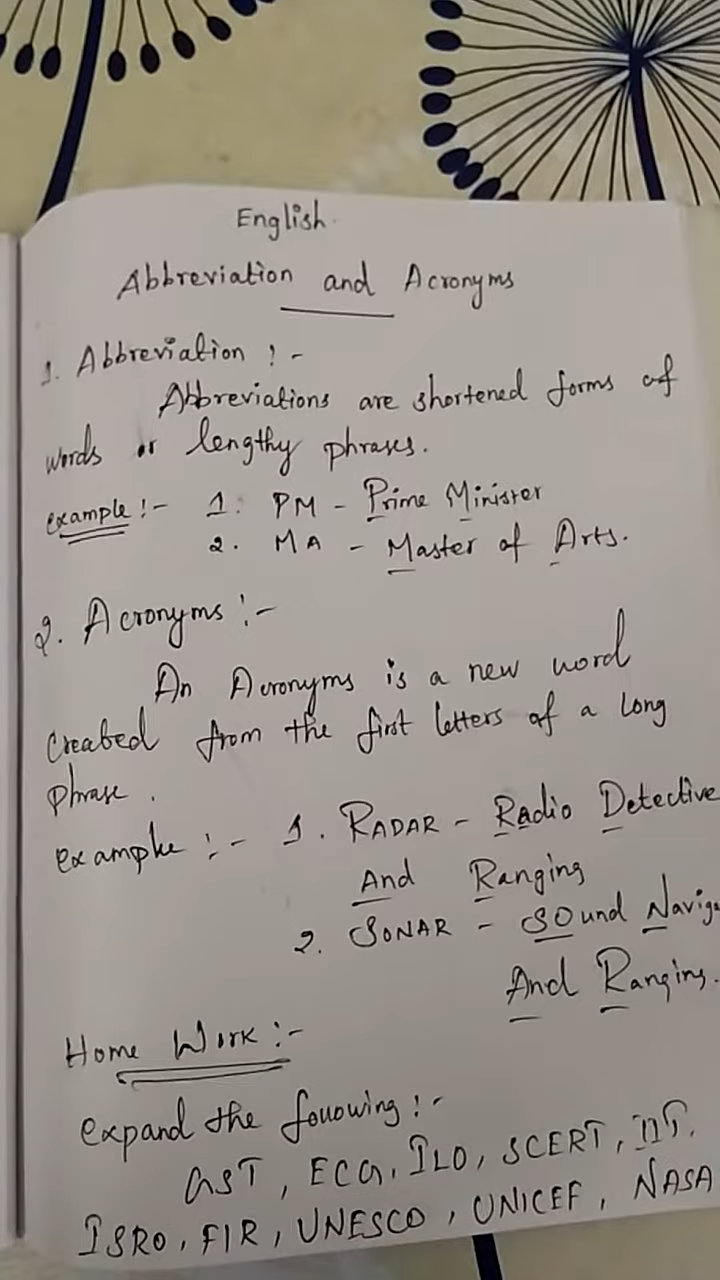 English.
Abbreviation and Acronyms
1. Abbreviation :-
Abbreviations are shortened forms of
words or lengthy phrases.
example :- 1. PM - Prime Minister
2. MA - Master of Arts.
2. Acronyms :-
An Acronyms is a new word
created from the first letters of a long
phrase.
example :- 1. RADAR - Radio Detective
And Ranging
2. SONAR - SOund Naviga
And Ranging.
Home Work :-
expand the following :-
GST, ECG, ILO, SCERT, IIT,
ISRO, FIR, UNESCO, UNICEF, NASA